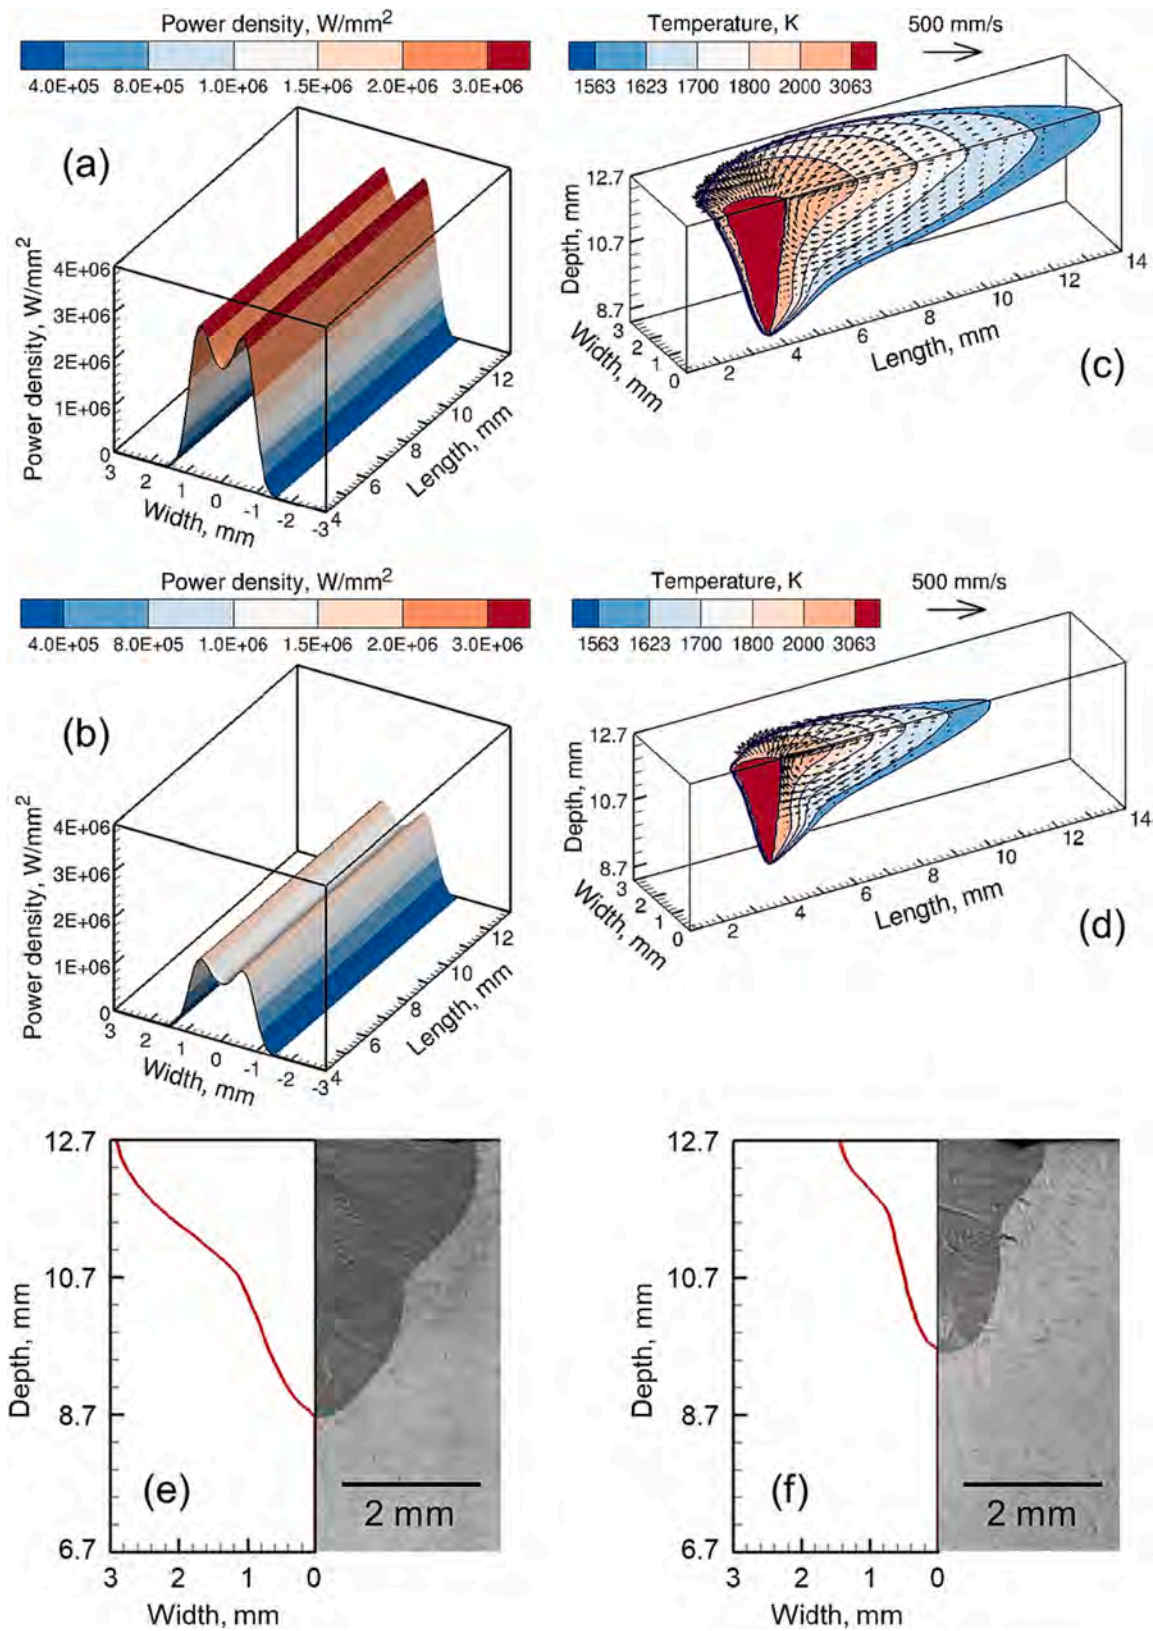 Power density, W/mm²
4.0E+05 8.0E+05 1.0E+06 1.5E+06 2.0E+06 3.0E+06
(a)
Power density, W/mm²
4E+06
3E+06
2E+06
1E+06
0
3 2 1 0 -1 -2 -3
Width, mm
4 6 8 10 12
Length, mm
Temperature, K
500 mm/s
1563 1623 1700 1800 2000 3063
Depth, mm
12.7
10.7
8.7
3 2 1 0
Width, mm
2 4 6 8 10 12 14
Length, mm
(c)
Power density, W/mm²
4.0E+05 8.0E+05 1.0E+06 1.5E+06 2.0E+06 3.0E+06
(b)
Power density, W/mm²
4E+06
3E+06
2E+06
1E+06
0
3 2 1 0 -1 -2 -3
Width, mm
4 6 8 10 12
Length, mm
Temperature, K
500 mm/s
1563 1623 1700 1800 2000 3063
Depth, mm
12.7
10.7
8.7
3 2 1 0
Width, mm
2 4 6 8 10 12 14
Length, mm
(d)
12.7
10.7
8.7
6.7
Depth, mm
(e)
2 mm
3 2 1 0
Width, mm
12.7
10.7
8.7
6.7
Depth, mm
(f)
2 mm
3 2 1 0
Width, mm